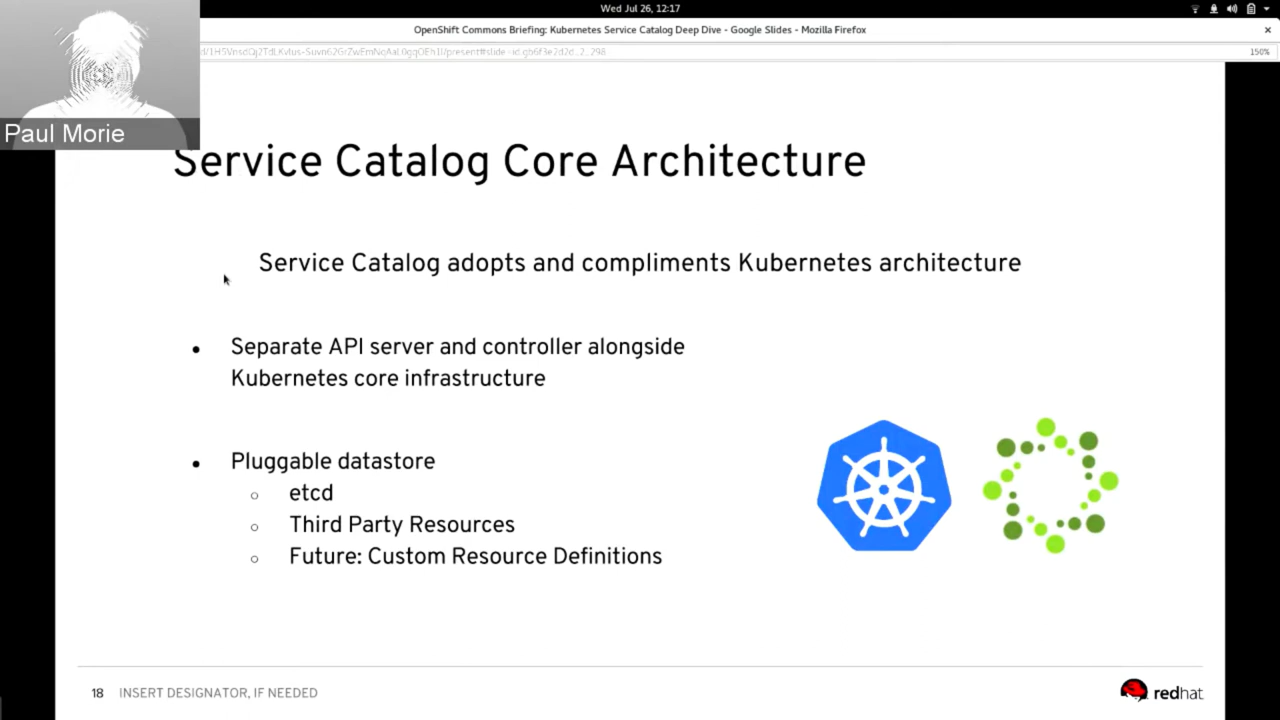 Wed Jul 26, 12:17
OpenShift Commons Briefing: Kubernetes Service Catalog Deep Dive - Google Slides - Mozilla Firefox
150%
Paul Morie
Service Catalog Core Architecture
Service Catalog adopts and compliments Kubernetes architecture
• Separate API server and controller alongside
Kubernetes core infrastructure
• Pluggable datastore
○ etcd
○ Third Party Resources
○ Future: Custom Resource Definitions
18 INSERT DESIGNATOR, IF NEEDED
redhat